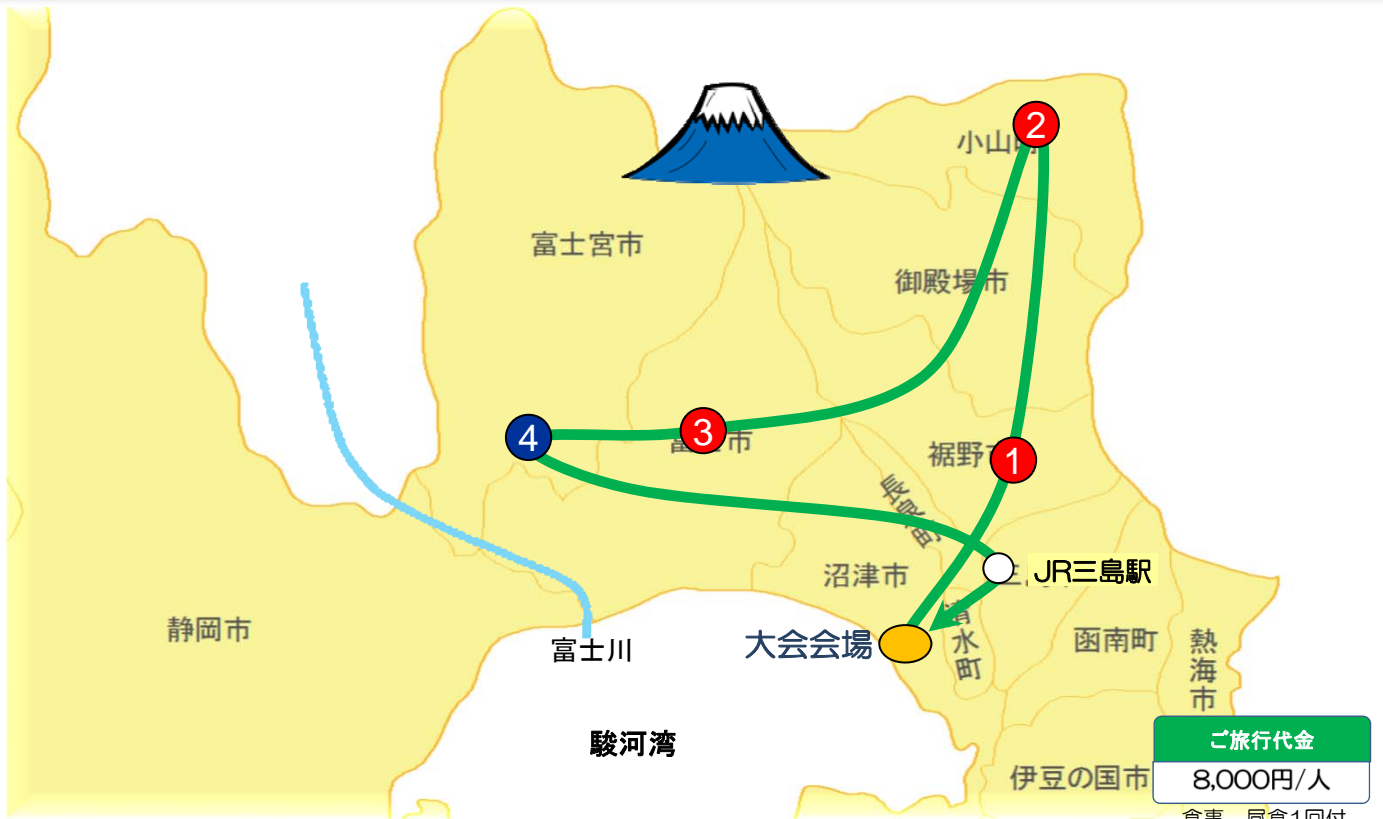 2
小山
富士宮市
御殿場市
4
3
市
裾野
1
長泉町
沼津市
JR三島駅
静岡市
清水町
大会会場
富士川
函南町
熱海市
駿河湾
ご旅行代金
伊豆の国市
8,000円/人